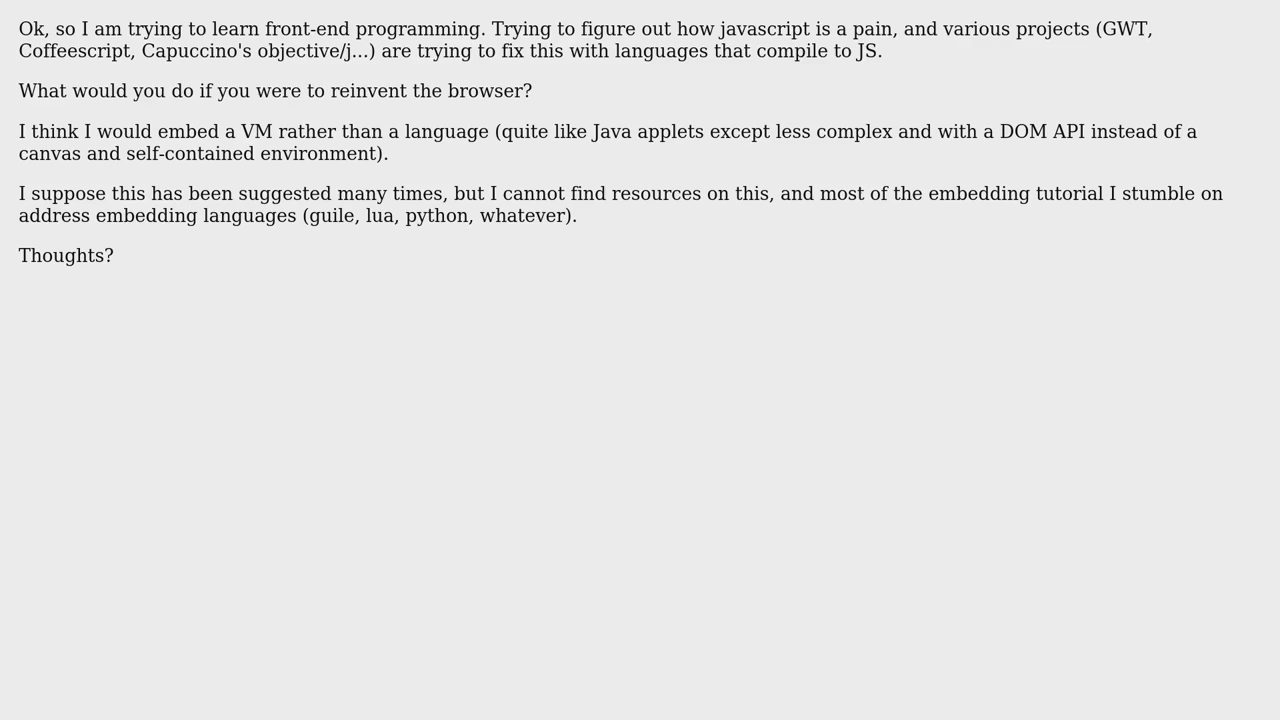 Ok, so I am trying to learn front-end programming. Trying to figure out how javascript is a pain, and various projects (GWT,
Coffeescript, Capuccino's objective/j...) are trying to fix this with languages that compile to JS.
What would you do if you were to reinvent the browser?
I think I would embed a VM rather than a language (quite like Java applets except less complex and with a DOM API instead of a
canvas and self-contained environment).
I suppose this has been suggested many times, but I cannot find resources on this, and most of the embedding tutorial I stumble on
address embedding languages (guile, lua, python, whatever).
Thoughts?